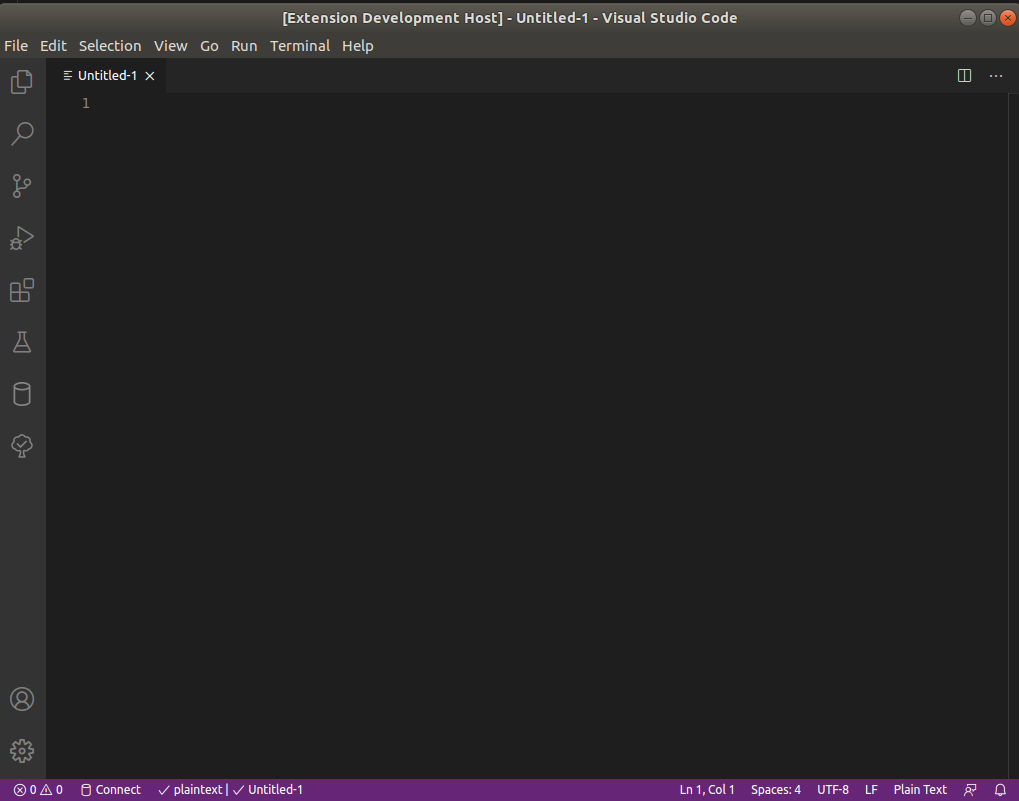 [Extension Development Host] - Untitled-1 - Visual Studio Code
File Edit Selection View Go Run Terminal Help
Untitled-1
1
0 0 Connect plaintext | Untitled-1 Ln 1, Col 1 Spaces: 4 UTF-8 LF Plain Text